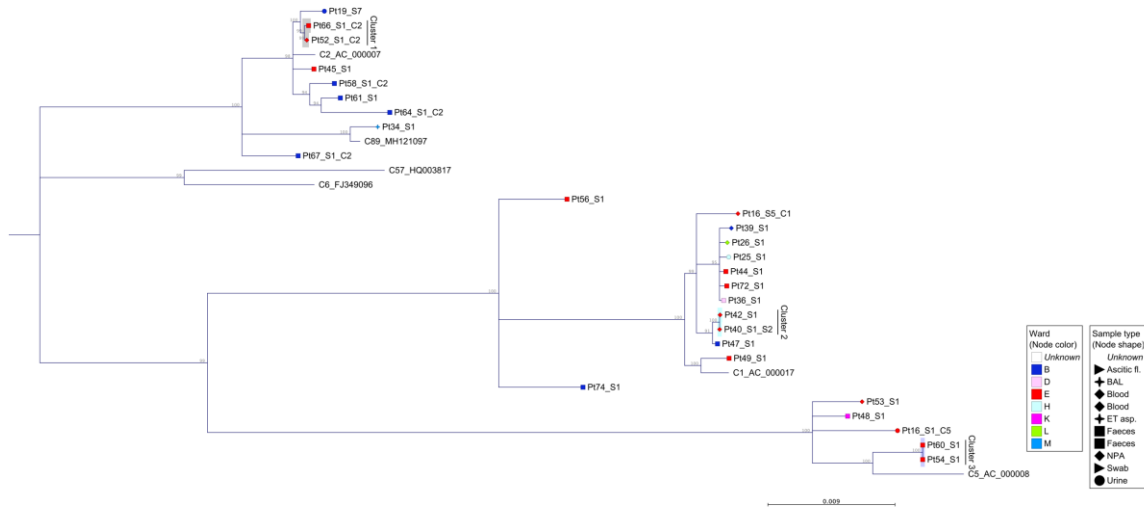 Pt19_S7
Pt66_S1_C2
Pt52_S1_C2
Cluster 1
C2_AC_000007
Pt45_S1
Pt58_S1_C2
Pt61_S1
Pt64_S1_C2
Pt34_S1
C89_MH121097
Pt67_S1_C2
C57_HQ003817
C6_FJ349096
Pt56_S1
Pt16_S5_C1
Pt39_S1
Pt26_S1
Pt25_S1
Pt44_S1
Pt72_S1
Pt36_S1
Pt42_S1
Pt40_S1_S2
Cluster 2
Pt47_S1
Pt49_S1
C1_AC_000017
Pt74_S1
Pt53_S1
Pt48_S1
Pt16_S1_C5
Pt60_S1
Pt54_S1
Cluster 3
C5_AC_000008
0.009
Ward
(Node color)
Unknown
B
D
E
H
K
L
M
Sample type
(Node shape)
Unknown
Ascitic fl.
BAL
Blood
Blood
ET asp.
Faeces
Faeces
NPA
Swab
Urine